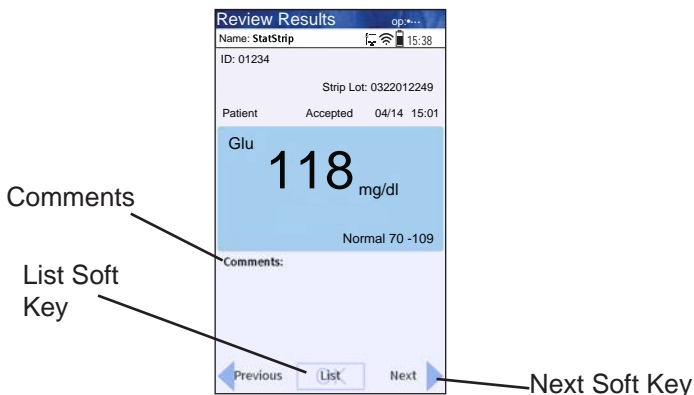 Review Results op:•···
Name: StatStrip 15:38
ID: 01234
Strip Lot: 0322012249
Patient Accepted 04/14 15:01
Glu
118 mg/dl
Normal 70 -109
Comments
Comments:
List Soft
Key
Previous List Next
Next Soft Key